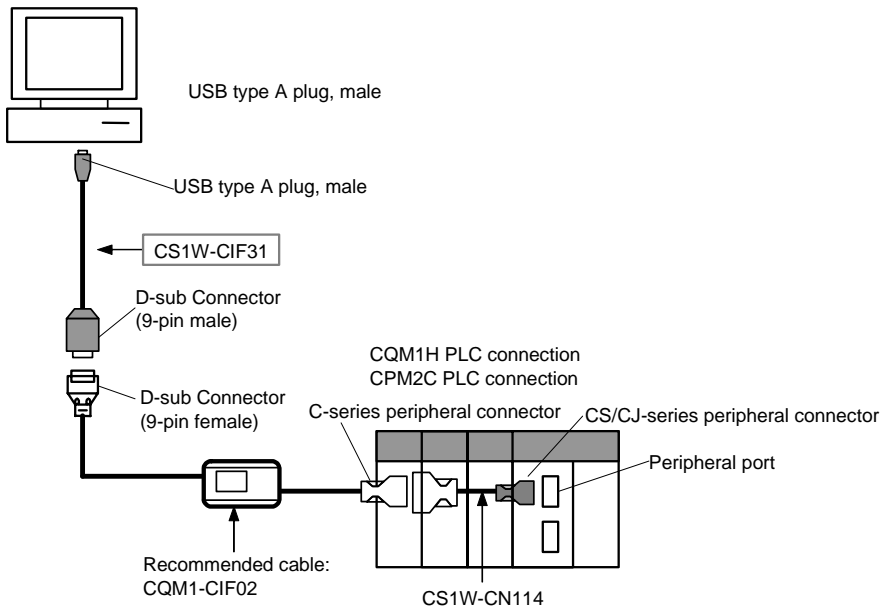 USB type A plug, male
USB type A plug, male
CS1W-CIF31
D-sub Connector
(9-pin male)
CQM1H PLC connection
CPM2C PLC connection
D-sub Connector
(9-pin female)
C-series peripheral connector
CS/CJ-series peripheral connector
Peripheral port
Recommended cable:
CQM1-CIF02
CS1W-CN114